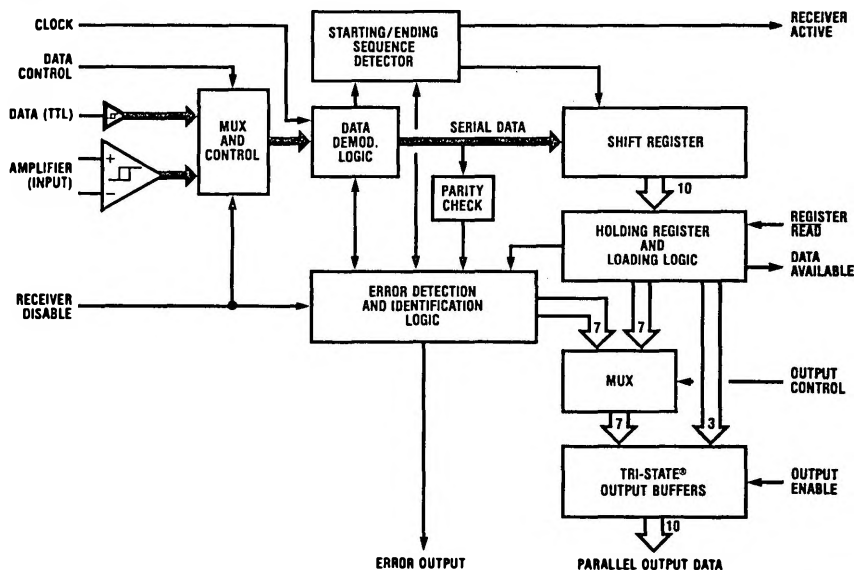 CLOCK
STARTING/ENDING
SEQUENCE
DETECTOR
RECEIVER
ACTIVE
DATA
CONTROL
DATA (TTL)
MUX
AND
CONTROL
DATA
DEMOD.
LOGIC
SERIAL DATA
SHIFT REGISTER
AMPLIFIER
(INPUT)
+
−
PARITY
CHECK
10
HOLDING REGISTER
AND
LOADING LOGIC
REGISTER
READ
DATA
AVAILABLE
RECEIVER
DISABLE
ERROR DETECTION
AND IDENTIFICATION
LOGIC
7
7
MUX
OUTPUT
CONTROL
7
3
TRI-STATE®
OUTPUT BUFFERS
OUTPUT
ENABLE
10
ERROR OUTPUT
PARALLEL OUTPUT DATA